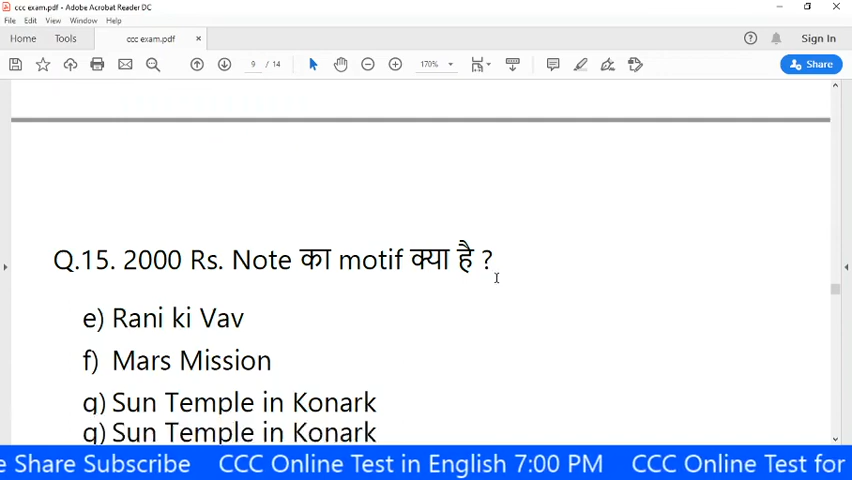 ccc exam.pdf - Adobe Acrobat Reader DC
File Edit View Window Help
Home Tools ccc exam.pdf × Sign In
9 / 14 170% Share
Q.15. 2000 Rs. Note का motif क्या है ?
e) Rani ki Vav
f) Mars Mission
g) Sun Temple in Konark
g) Sun Temple in Konark
e Share Subscribe CCC Online Test in English 7:00 PM CCC Online Test for